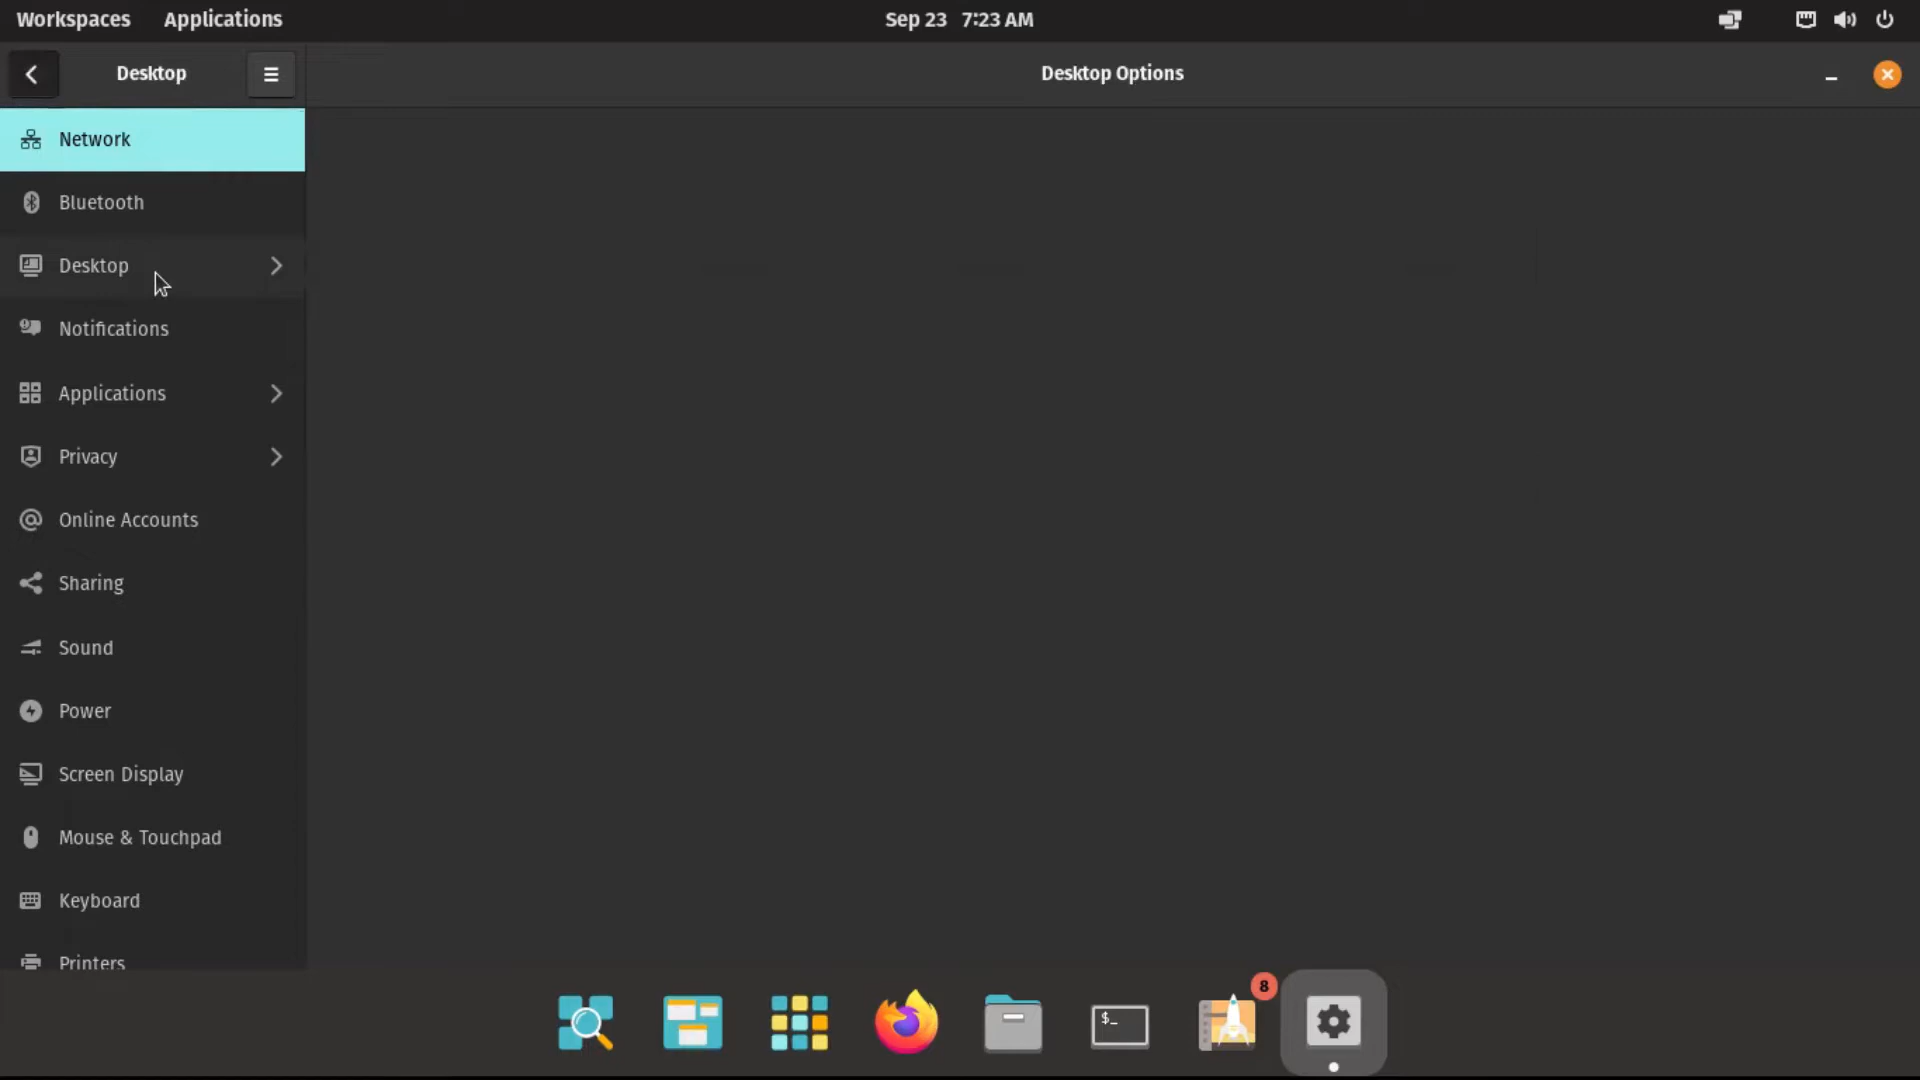 Workspaces Applications Sep 23 7:23 AM
Desktop Desktop Options
Network
Bluetooth
Desktop
Notifications
Applications
Privacy
Online Accounts
Sharing
Sound
Power
Screen Display
Mouse & Touchpad
Keyboard
Printers
$_
8